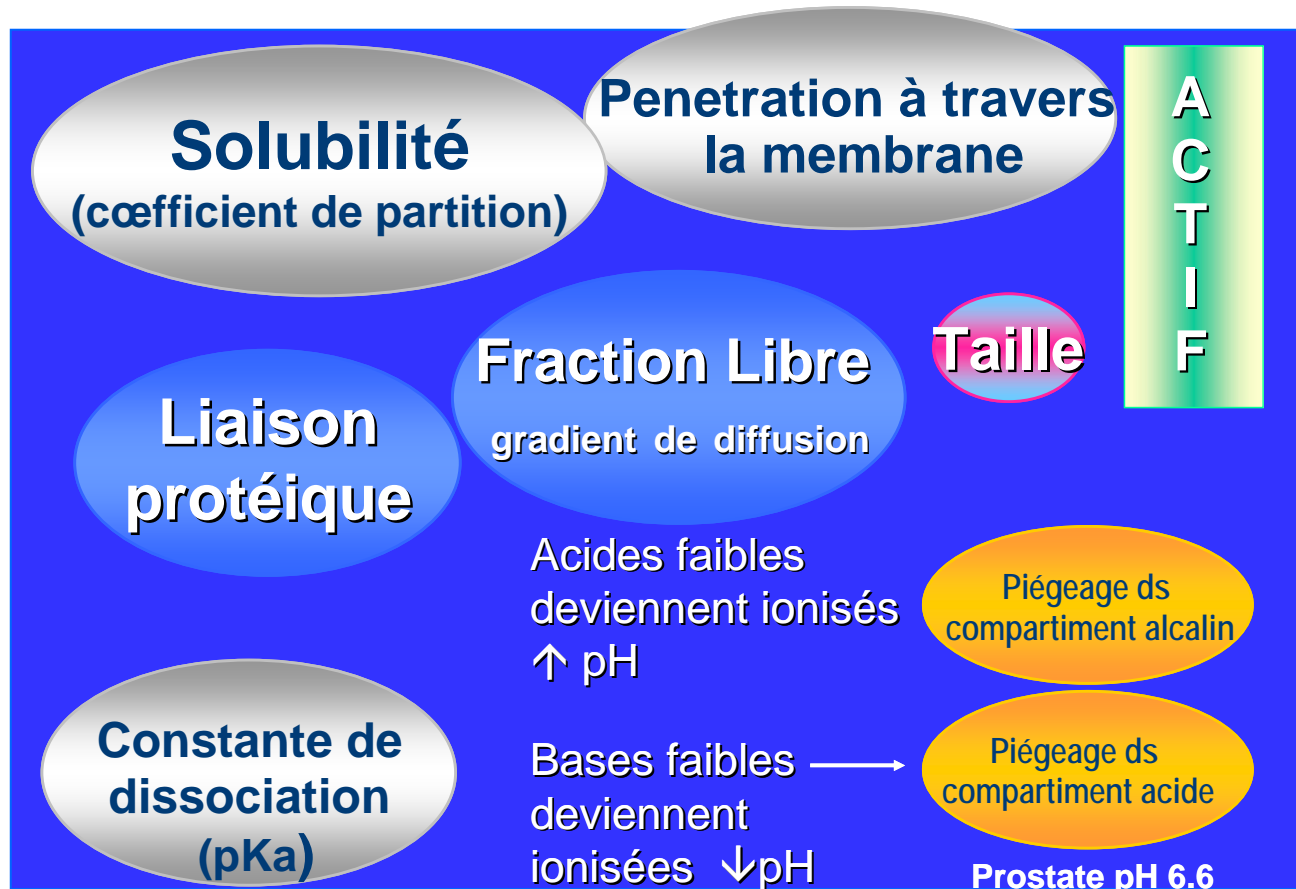 Solubilité
(cœfficient de partition)
Penetration à travers
la membrane
A
C
T
I
F
Fraction Libre
gradient de diffusion
Taille
Liaison
protéique
Acides faibles
deviennent ionisés
↑ pH
Piégeage ds
compartiment alcalin
Constante de
dissociation
(pKa)
Bases faibles
deviennent
ionisées ↓pH
Piégeage ds
compartiment acide
Prostate pH 6.6